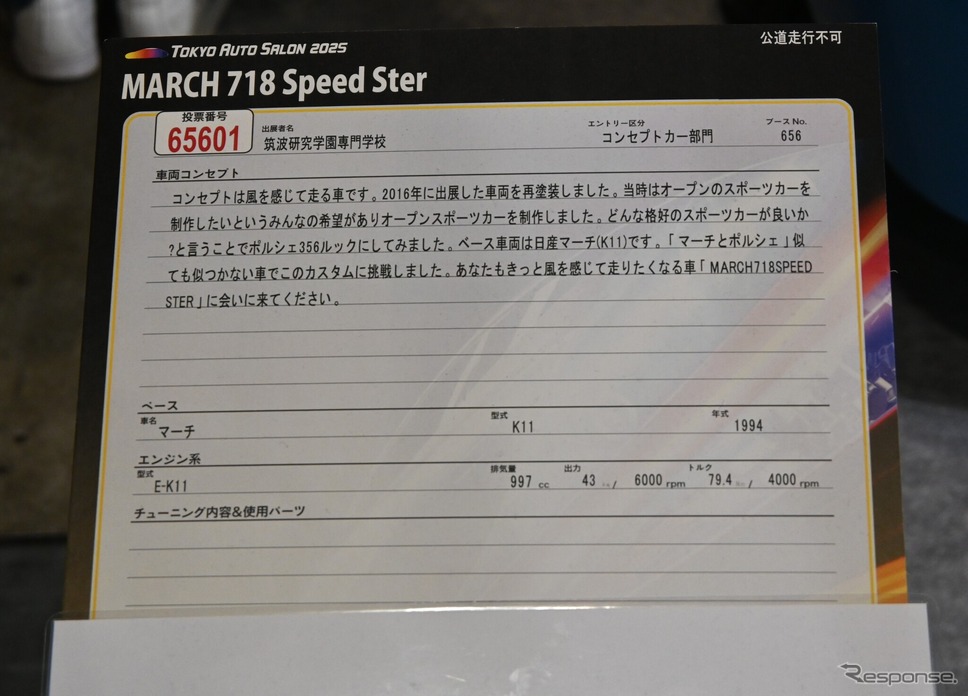 TOKYO AUTO SALON 2025
公道走行不可
MARCH 718 Speed Ster
投票番号
65601
出展者名
筑波研究学園専門学校
エントリー区分
コンセプトカー部門
ブースNo.
656
車両コンセプト
コンセプトは風を感じて走る車です。2016年に出展した車両を再塗装しました。当時はオープンのスポーツカーを
制作したいというみんなの希望がありオープンスポーツカーを制作しました。どんな格好のスポーツカーが良いか
?と言うことでポルシェ356ルックにしてみました。ベース車両は日産マーチ(K11)です。「マーチとポルシェ」似
ても似つかない車でこのカスタムに挑戦しました。あなたもきっと風を感じて走りたくなる車「MARCH718SPEED
STER」に会いに来てください。
ベース
車名
マーチ
型式
K11
年式
1994
エンジン系
型式
E-K11
排気量
997 cc
出力
43 / 6000 rpm
トルク
79.4 / 4000 rpm
チューニング内容&使用パーツ
Response.